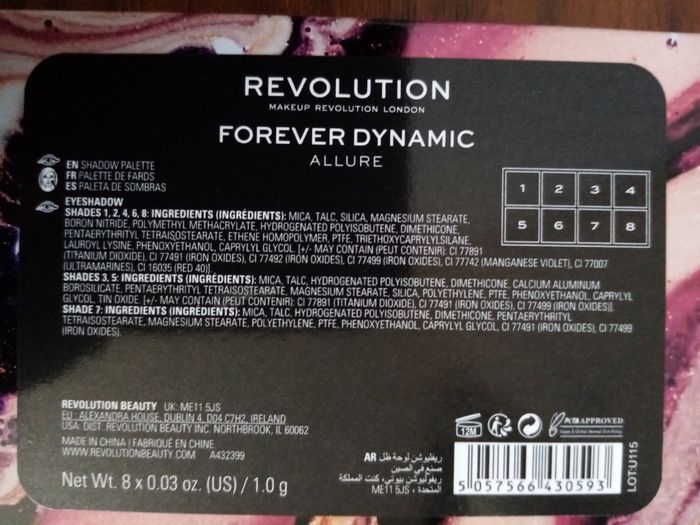 REVOLUTION
MAKEUP REVOLUTION LONDON
FOREVER DYNAMIC
ALLURE
EN SHADOW PALETTE
FR PALETTE DE FARDS
ES PALETA DE SOMBRAS
1 2 3 4
5 6 7 8
EYESHADOW
SHADES 1, 2, 4, 6, 8: INGREDIENTS (INGRÉDIENTS): MICA, TALC, SILICA, MAGNESIUM STEARATE,
BORON NITRIDE, POLYMETHYL METHACRYLATE, HYDROGENATED POLYISOBUTENE, DIMETHICONE,
PENTAERYTHRITYL TETRAISOSTEARATE, ETHENE HOMOPOLYMER, PTFE, TRIETHOXYCAPRYLYLSILANE,
LAUROYL LYSINE, PHENOXYETHANOL, CAPRYLYL GLYCOL. [+/- MAY CONTAIN (PEUT CONTENIR): CI 77891
(TITANIUM DIOXIDE), CI 77491 (IRON OXIDES), CI 77492 (IRON OXIDES), CI 77499 (IRON OXIDES), CI 77742 (MANGANESE VIOLET), CI 77007
(ULTRAMARINES), CI 16035 (RED 40)]
SHADES 3, 5: INGREDIENTS (INGRÉDIENTS): MICA, TALC, HYDROGENATED POLYISOBUTENE, DIMETHICONE, CALCIUM ALUMINUM
BOROSILICATE, PENTAERYTHRITYL TETRAISOSTEARATE, MAGNESIUM STEARATE, SILICA, POLYETHYLENE, PTFE, PHENOXYETHANOL, CAPRYLYL
GLYCOL, TIN OXIDE. [+/- MAY CONTAIN (PEUT CONTENIR): CI 77891 (TITANIUM DIOXIDE), CI 77491 (IRON OXIDES), CI 77499 (IRON OXIDES)].
SHADE 7: INGREDIENTS (INGRÉDIENTS): MICA, TALC, HYDROGENATED POLYISOBUTENE, DIMETHICONE, PENTAERYTHRITYL
TETRAISOSTEARATE, MAGNESIUM STEARATE, POLYETHYLENE, PTFE, PHENOXYETHANOL, CAPRYLYL GLYCOL, CI 77491 (IRON OXIDES), CI 77499
(IRON OXIDES).
REVOLUTION BEAUTY UK: ME11 5JS
EU: ALEXANDRA HOUSE, DUBLIN 4, D04 C7H2, IRELAND
USA: DIST. REVOLUTION BEAUTY INC. NORTHBROOK, IL 60062
MADE IN CHINA | FABRIQUÉ EN CHINE.
WWW.REVOLUTIONBEAUTY.COM A432399
Net Wt. 8 x 0.03 oz. (US) / 1.0 g
AR ريفليوشن لوحة ظل
صنع في الصين
ريفوليوشن بيوتي، كنت المملكة
المتحدة، ME11 5JS
12M
PETA APPROVED
5 057566 430593
LOT:U115